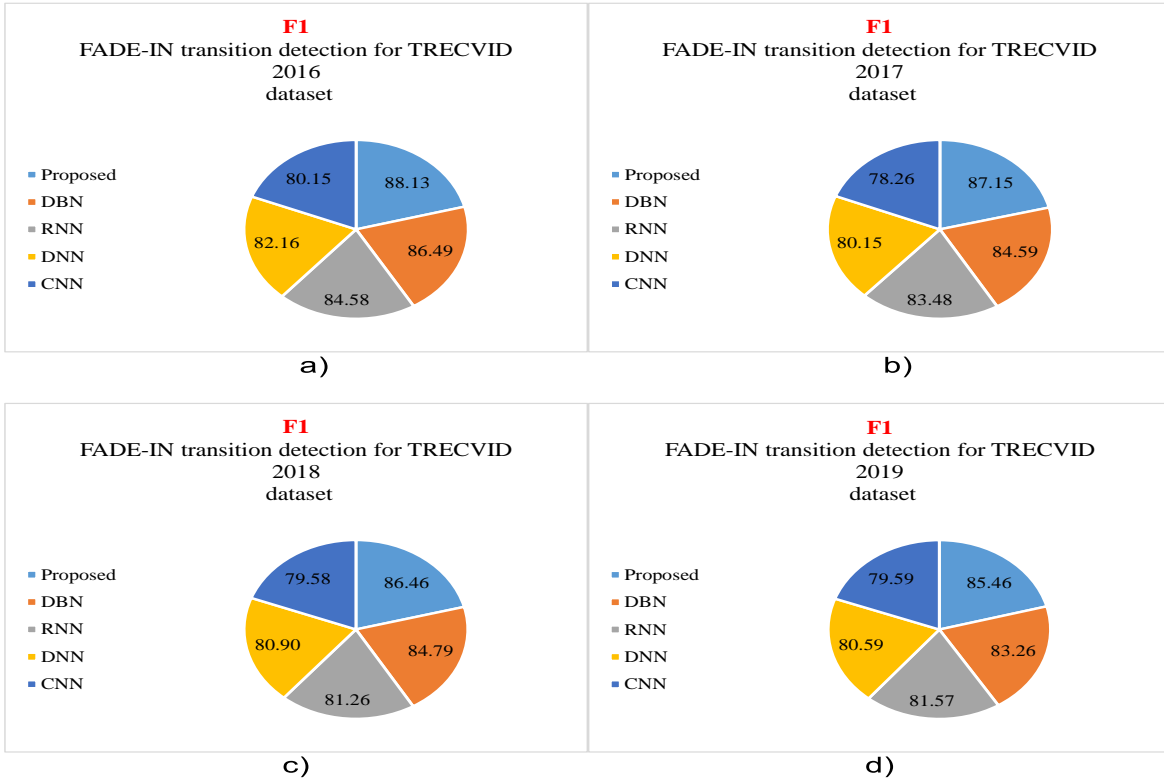 F1
FADE-IN transition detection for TRECVID
2016
dataset
Proposed
DBN
RNN
DNN
CNN
80.15
88.13
82.16
86.49
84.58
a)
F1
FADE-IN transition detection for TRECVID
2017
dataset
Proposed
DBN
RNN
DNN
CNN
78.26
87.15
80.15
84.59
83.48
b)
F1
FADE-IN transition detection for TRECVID
2018
dataset
Proposed
DBN
RNN
DNN
CNN
79.58
86.46
80.90
84.79
81.26
c)
F1
FADE-IN transition detection for TRECVID
2019
dataset
Proposed
DBN
RNN
DNN
CNN
79.59
85.46
80.59
83.26
81.57
d)